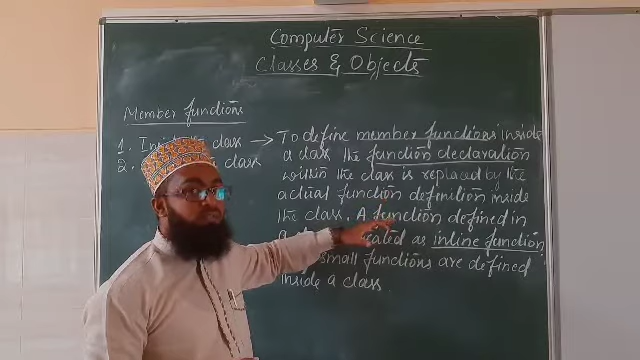 Computer Science
Classes & Objects
Member functions
1. Inside the class → To define member functions inside
2. class a class the function declaration
within the class is replaced by the
actual function definition inside
the class. A function defined in
a as inline function
small functions are defined
inside a class.